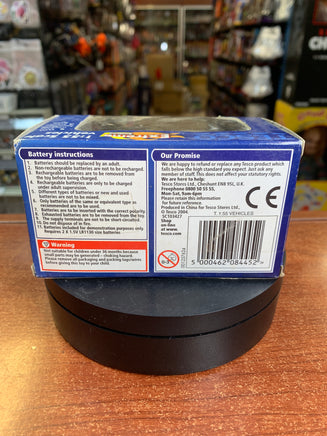 Battery instructions
1. Batteries should be replaced by an adult.
2. Non-rechargeable batteries are not to be recharged.
3. Rechargeable batteries are to be removed
from the toy before being charged.
4. Rechargeable batteries are only to be charged
under adult supervision.
5. Different types of batteries or new and used
batteries are not to be mixed.
6. Only batteries of the same or equivalent type as
recommended are to be used.
7. Batteries are to be inserted with the correct polarity.
8. Exhausted batteries are to be removed from the toy.
9. The supply terminals are not to be short circuited.
10. Do not dispose of in fire.
11. Batteries included for demonstration purposes only
Requires 2 X 1.5V LR1130 size batteries.
Warning
Not suitable for children under 36 months because
small parts may be generated - choking hazard.
Please remove all packaging and packing tags/wires
before giving this toy to your child.
Our Promise
We are happy to refund or replace any Tesco product which
falls below the high standard you expect. Just ask any
member of staff. This does not affect your statutory rights.
We are here to help:
Tesco Stores Ltd., Cheshunt EN8 9SL, U.K.
Freephone 0800 50 55 55
Mon-Sat, 9am-6pm
Please retain this information
for future reference.
Produced in China for Tesco Stores Ltd.
© Tesco 2004
SC103427
on-line
www.
tesco.com
CE
T. 1:55 VEHICLES
5 000462 084452 >